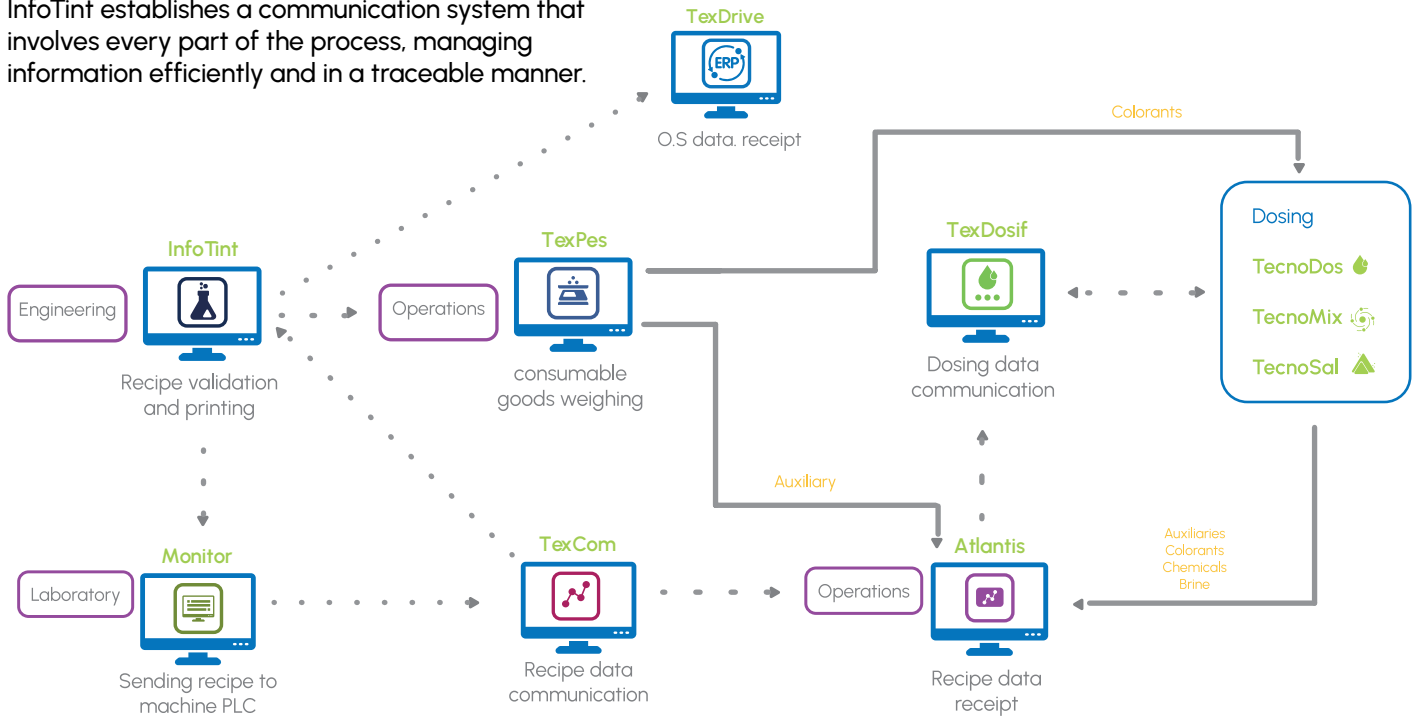 InfoTint establishes a communication system that
involves every part of the process, managing
information efficiently and in a traceable manner.
TexDrive
ERP
O.S data. receipt
Colorants
InfoTint
Engineering
Recipe validation
and printing
TexPes
Operations
consumable
goods weighing
TexDosif
Dosing data
communication
Dosing
TecnoDos
TecnoMix
TecnoSal
Auxiliary
Monitor
Laboratory
Sending recipe to
machine PLC
TexCom
Recipe data
communication
Atlantis
Operations
Recipe data
receipt
Auxiliaries
Colorants
Chemicals
Brine